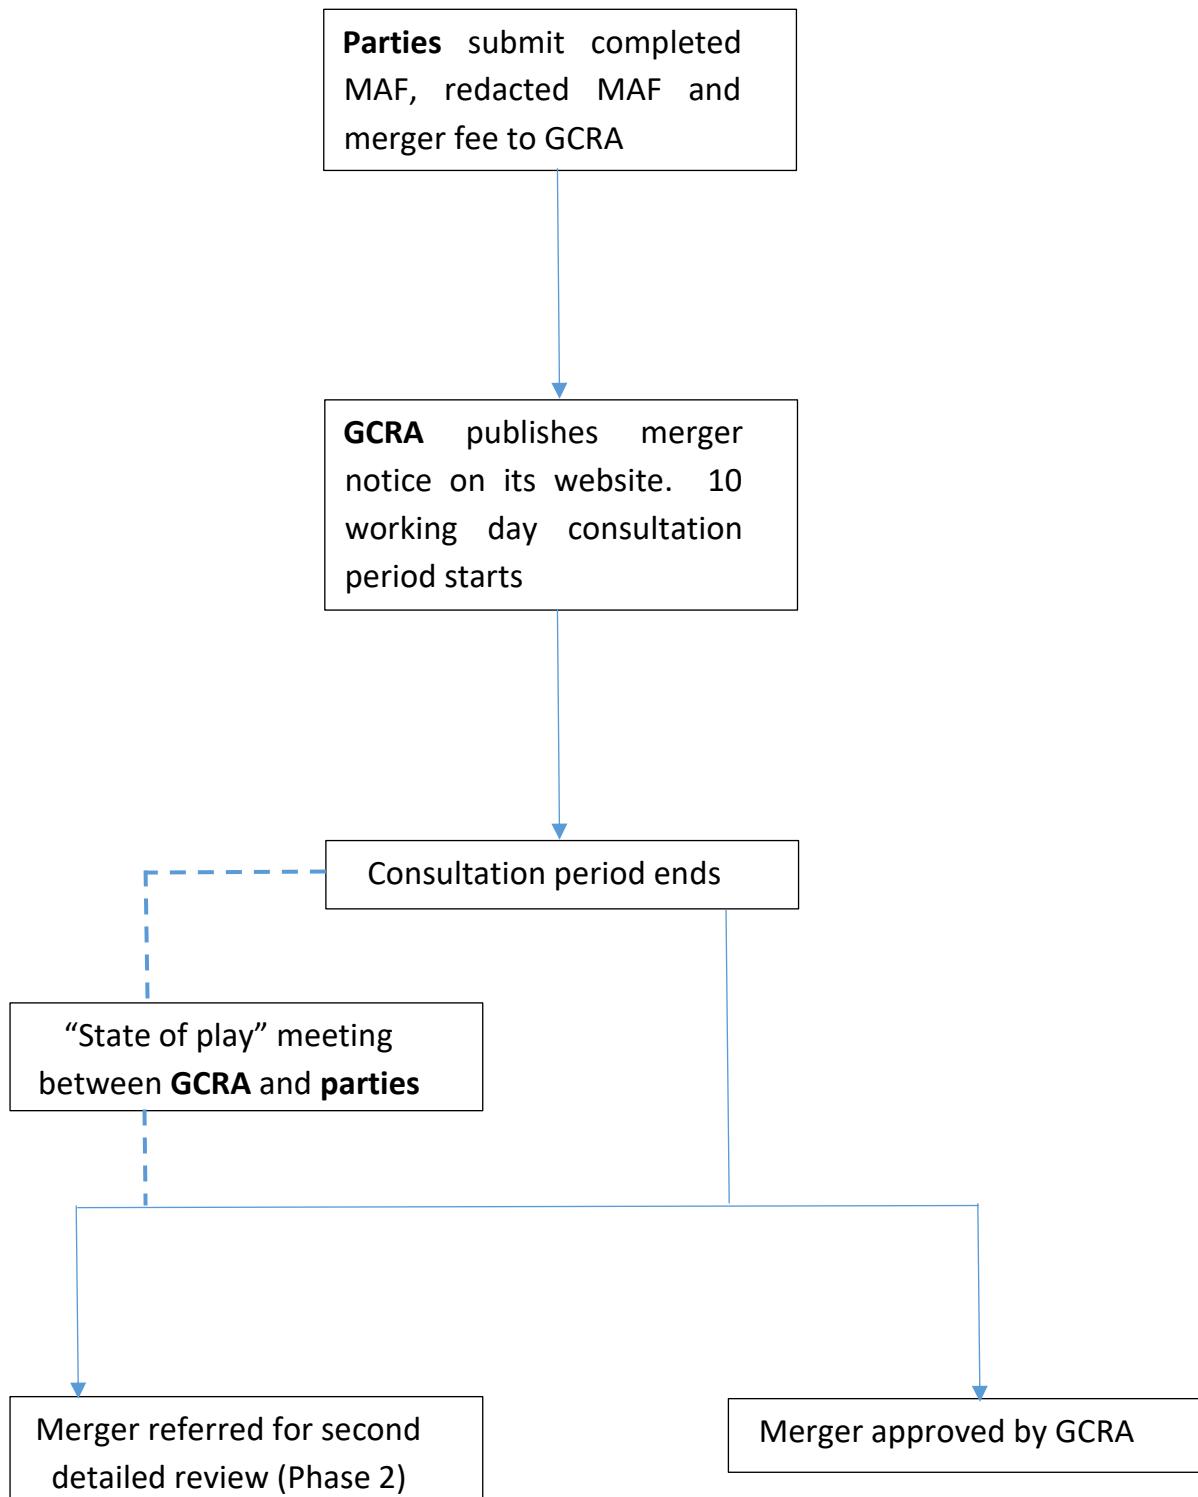 Parties submit completed
MAF, redacted MAF and
merger fee to GCRA
GCRA publishes merger
notice on its website. 10
working day consultation
period starts
Consultation period ends
“State of play” meeting
between GCRA and parties
Merger referred for second
detailed review (Phase 2)
Merger approved by GCRA